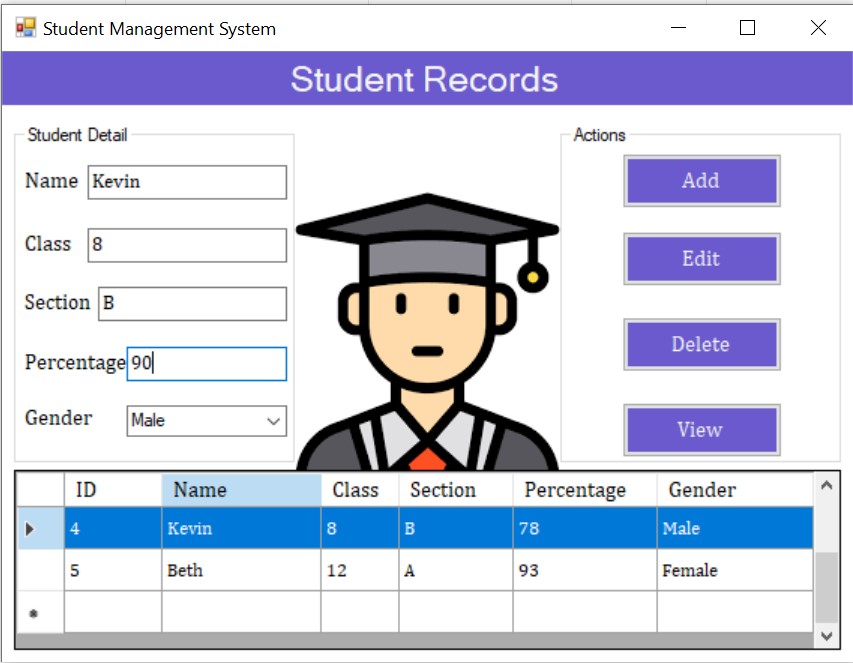 Student Management System
Student Records
Student Detail
Name Kevin
Class 8
Section B
Percentage 90
Gender Male
Actions
Add
Edit
Delete
View
ID Name Class Section Percentage Gender
4 Kevin 8 B 78 Male
5 Beth 12 A 93 Female